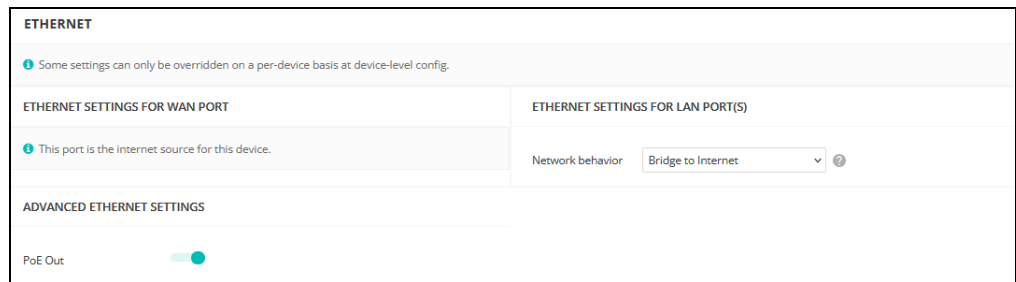 ETHERNET
Some settings can only be overridden on a per-device basis at device-level config.
ETHERNET SETTINGS FOR WAN PORT
This port is the internet source for this device.
ETHERNET SETTINGS FOR LAN PORT(S)
Network behavior Bridge to Internet
ADVANCED ETHERNET SETTINGS
PoE Out